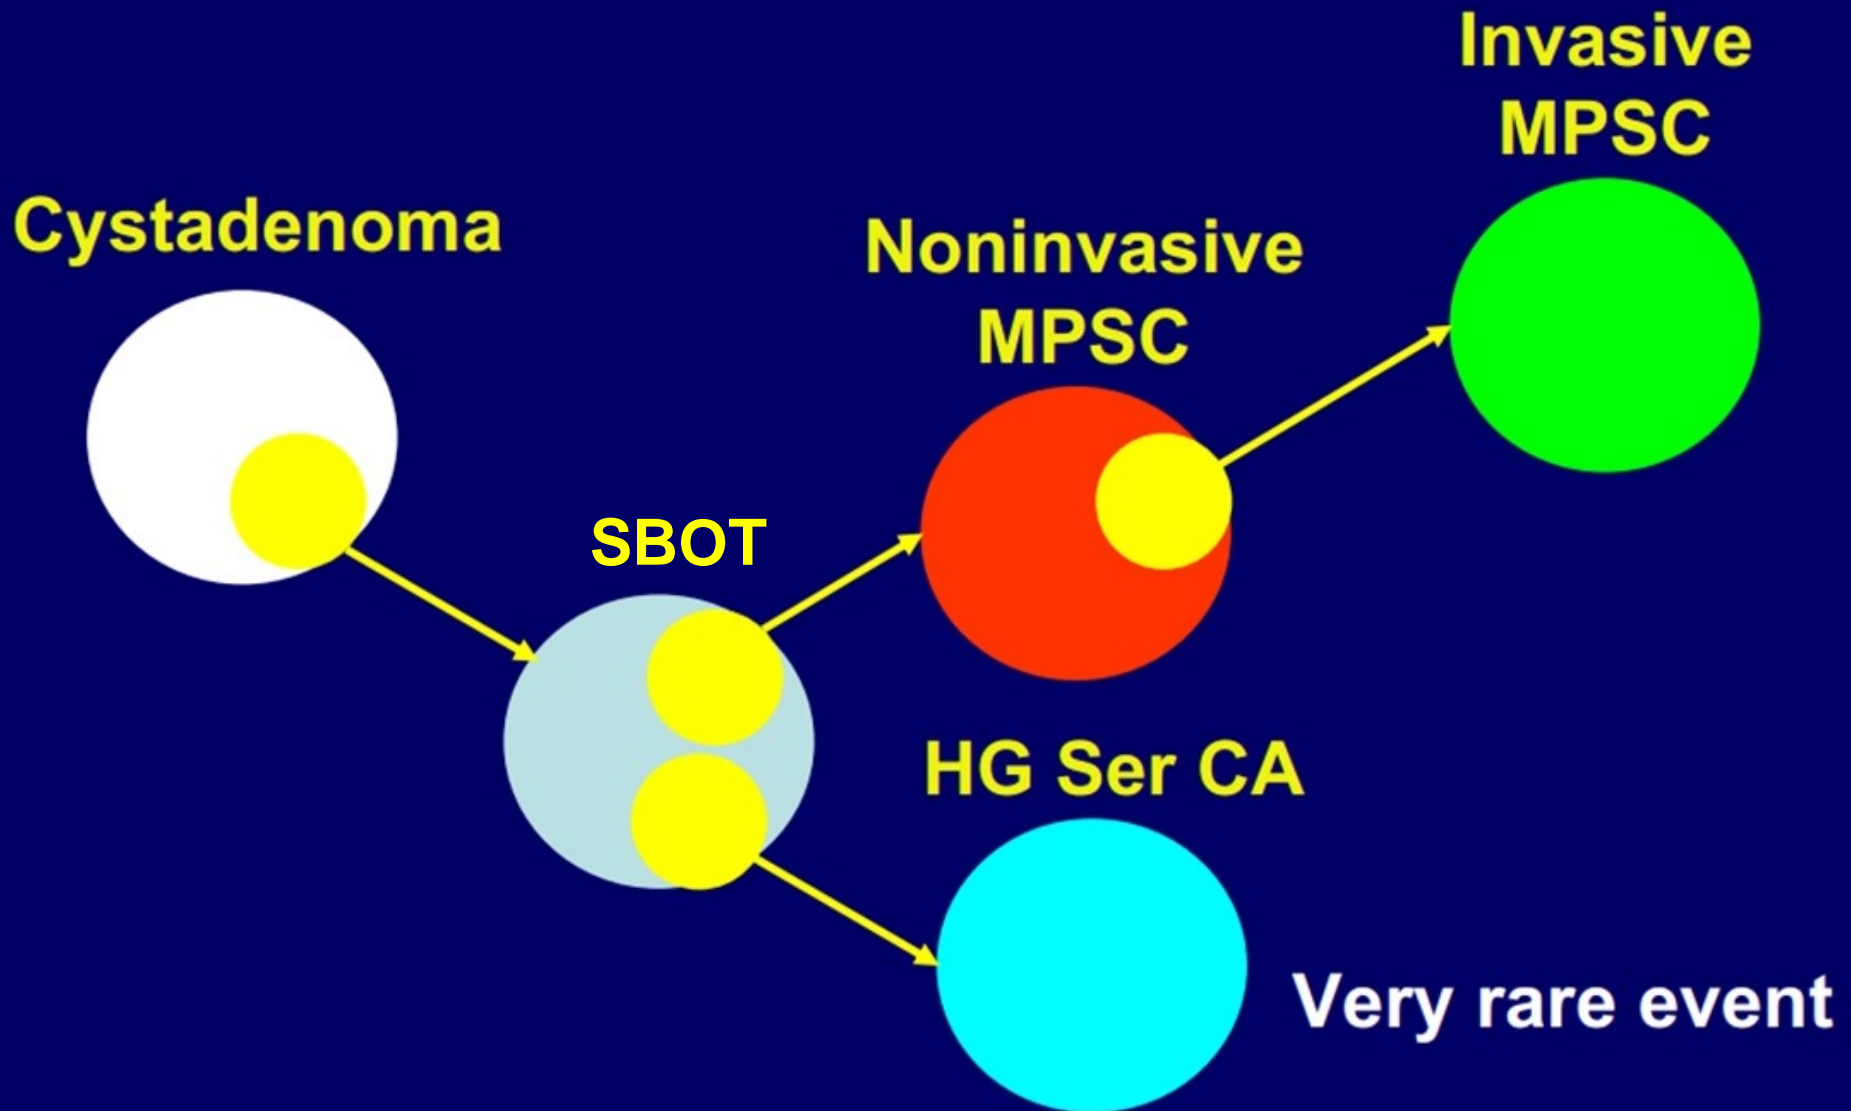 Invasive
MPSC
Cystadenoma
Noninvasive
MPSC
SBOT
HG Ser CA
Very rare event